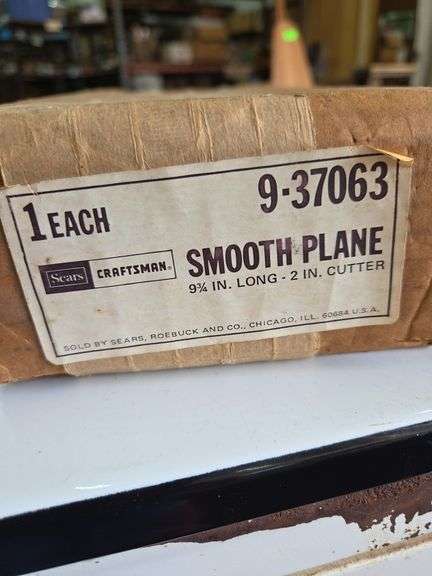 1 EACH 9-37063
Sears CRAFTSMAN® SMOOTH PLANE
9¾ IN. LONG - 2 IN. CUTTER
SOLD BY SEARS, ROEBUCK AND CO., CHICAGO, ILL. 60684 U.S.A.